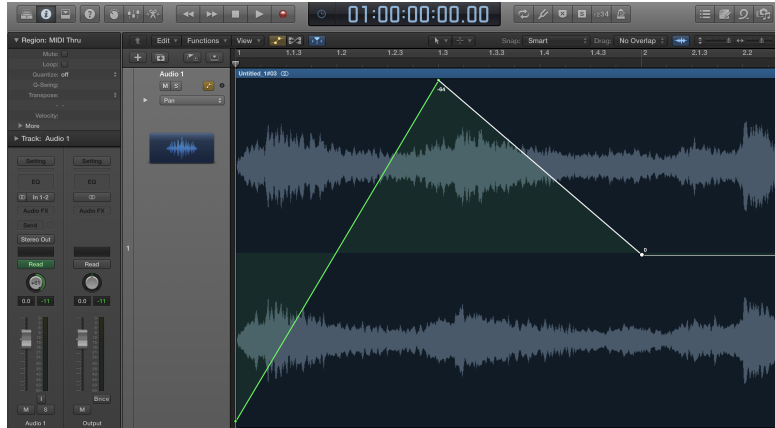 01:00:00:00.00
1234
Region: MIDI Thru
Mute:
Loop:
Quantize: off
Q-Swing:
Transpose:
Velocity:
More
Track: Audio 1
Edit Functions View Snap: Smart Drag: No Overlap
1 1.1.3 1.2 1.2.3 1.3 1.3.3 1.4 1.4.3 2 2.1.3 2.2
Audio 1
M S
Pan
Untitled_1#03
-64
0
1
Setting Setting
EQ EQ
In 1-2
Audio FX Audio FX
Send
Stereo Out
Read Read
0.0 -11 0.0 -11
I Bnce
M S M
Audio 1 Output